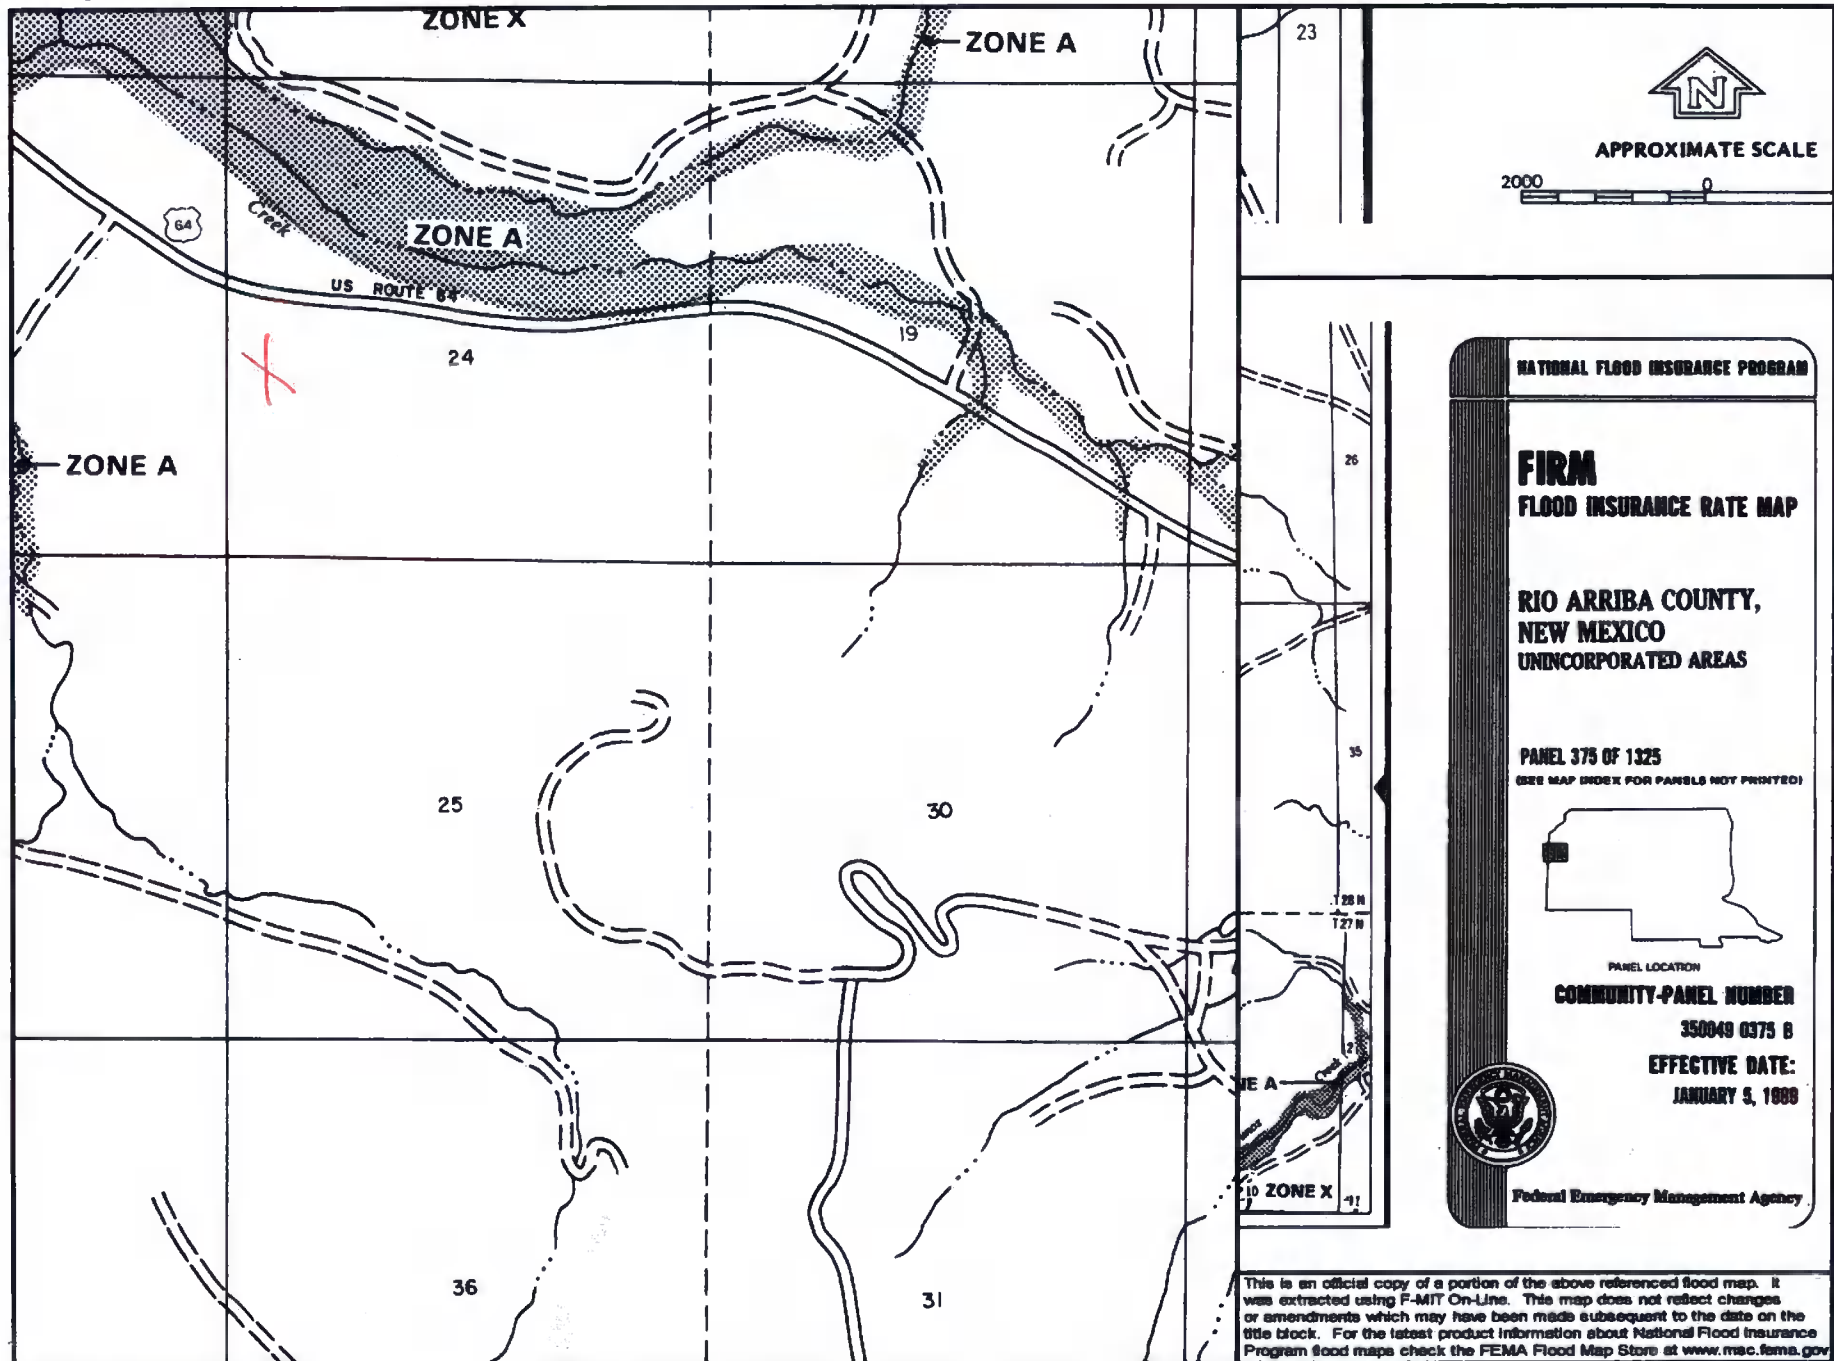 ZONE X
ZONE A
64
Creek
ZONE A
US ROUTE 64
24
19
ZONE A
25
30
36
31
23
26
35
T28N
T27N
2
Creek
NE A
10 ZONE X
N
APPROXIMATE SCALE
2000 0
NATIONAL FLOOD INSURANCE PROGRAM
FIRM
FLOOD INSURANCE RATE MAP
RIO ARRIBA COUNTY,
NEW MEXICO
UNINCORPORATED AREAS
PANEL 375 OF 1325
(SEE MAP INDEX FOR PANELS NOT PRINTED)
PANEL LOCATION
COMMUNITY-PANEL NUMBER
350049 0375 B
EFFECTIVE DATE:
JANUARY 5, 1989
Federal Emergency Management Agency
This is an official copy of a portion of the above referenced flood map. It
was extracted using F-MIT On-Line. This map does not reflect changes
or amendments which may have been made subsequent to the date on the
title block. For the latest product information about National Flood Insurance
Program flood maps check the FEMA Flood Map Store at www.msc.fema.gov